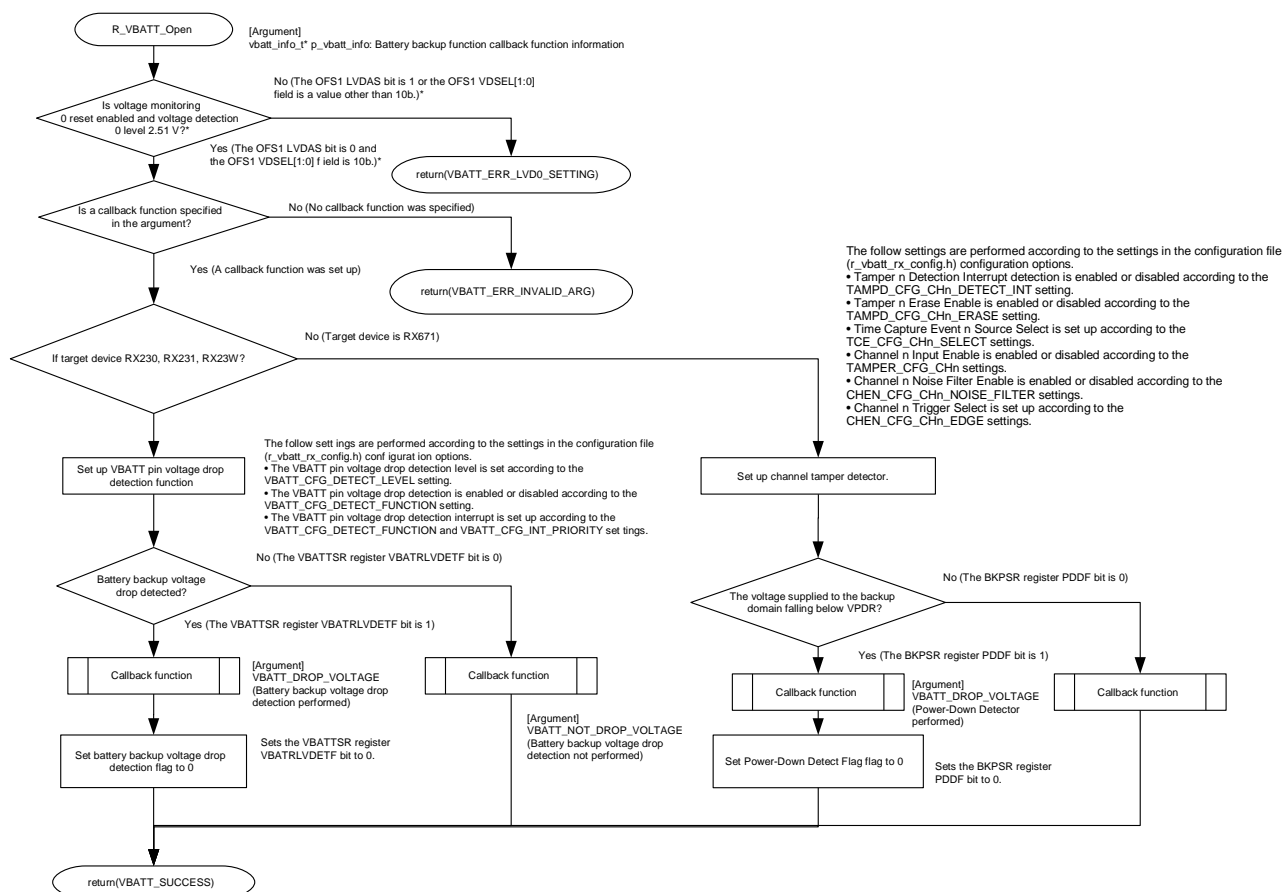 R_VBATT_Open
[Argument]
vbatt_info_t* p_vbatt_info: Battery backup function callback function information
No (The OFS1 LVDAS bit is 1 or the OFS1 VDSEL[1:0]
field is a value other than 10b.)*
Is voltage monitoring
0 reset enabled and voltage detection
0 level 2.51 V?*
Yes (The OFS1 LVDAS bit is 0 and
the OFS1 VDSEL[1:0] f ield is 10b.)*
return(VBATT_ERR_LVD0_SETTING)
Is a callback function specified
in the argument?
No (No callback function was specified)
Yes (A callback function was set up)
return(VBATT_ERR_INVALID_ARG)
The follow settings are performed according to the settings in the configuration file
(r_vbatt_rx_config.h) configuration options.
• Tamper n Detection Interrupt detection is enabled or disabled according to the
TAMPD_CFG_CHn_DETECT_INT setting.
• Tamper n Erase Enable is enabled or disabled according to the
TAMPD_CFG_CHn_ERASE setting.
• Time Capture Event n Source Select is set up according to the
TCE_CFG_CHn_SELECT settings.
• Channel n Input Enable is enabled or disabled according to the
TAMPER_CFG_CHn settings.
• Channel n Noise Filter Enable is enabled or disabled according to the
CHEN_CFG_CHn_NOISE_FILTER settings.
• Channel n Trigger Select is set up according to the
CHEN_CFG_CHn_EDGE settings.
No (Target device is RX671)
If target device RX230, RX231, RX23W?
The follow sett ings are performed according to the settings in the configuration file
(r_vbatt_rx_config.h) conf igurat ion options.
• The VBATT pin voltage drop detection level is set according to the
VBATT_CFG_DETECT_LEVEL setting.
• The VBATT pin voltage drop detection is enabled or disabled according to the
VBATT_CFG_DETECT_FUNCTION setting.
• The VBATT pin voltage drop detection interrupt is set up according to the
VBATT_CFG_DETECT_FUNCTION and VBATT_CFG_INT_PRIORITY set tings.
Set up VBATT pin voltage drop
detection function
Set up channel tamper detector.
No (The VBATTSR register VBATRLVDETF bit is 0)
Battery backup voltage
drop detected?
No (The BKPSR register PDDF bit is 0)
The voltage supplied to the backup
domain falling below VPDR?
Yes (The VBATTSR register VBATRLVDETF bit is 1)
Yes (The BKPSR register PDDF bit is 1)
Callback function
[Argument]
VBATT_DROP_VOLTAGE
(Battery backup voltage drop
detection performed)
Callback function
Callback function
[Argument]
VBATT_DROP_VOLTAGE
(Power-Down Detector
performed)
Callback function
[Argument]
VBATT_NOT_DROP_VOLTAGE
(Battery backup voltage drop
detection not performed)
Set battery backup voltage drop
detection flag to 0
Sets the VBATTSR register
VBATRLVDETF bit to 0.
Set Power-Down Detect Flag flag to 0
Sets the BKPSR register
PDDF bit to 0.
return(VBATT_SUCCESS)